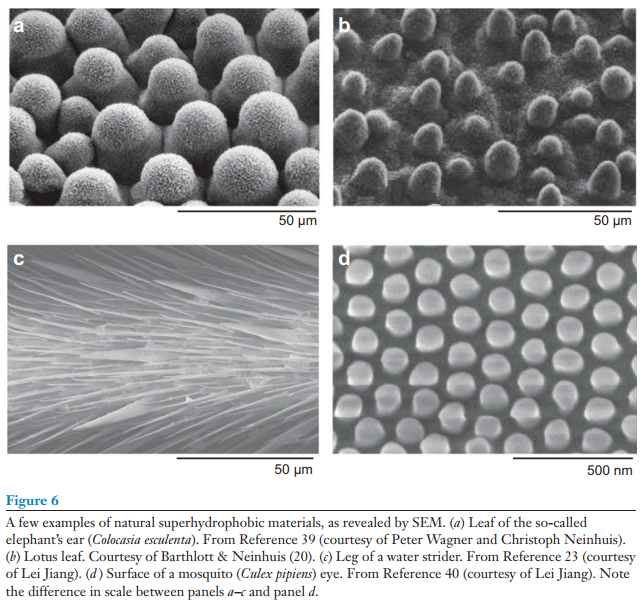 a
b
50 μm
50 μm
c
d
50 μm
500 nm
Figure 6
A few examples of natural superhydrophobic materials, as revealed by SEM. (a) Leaf of the so-called
elephant's ear (Colocasia esculenta). From Reference 39 (courtesy of Peter Wagner and Christoph Neinhuis).
(b) Lotus leaf. Courtesy of Barthlott & Neinhuis (20). (c) Leg of a water strider. From Reference 23 (courtesy
of Lei Jiang). (d) Surface of a mosquito (Culex pipiens) eye. From Reference 40 (courtesy of Lei Jiang). Note
the difference in scale between panels a–c and panel d.